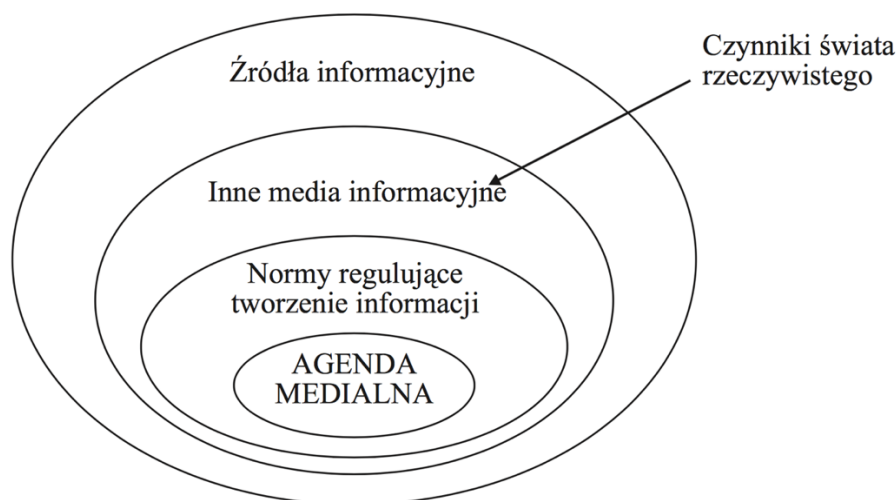 Czynniki świata
rzeczywistego
Źródła informacyjne
Inne media informacyjne
Normy regulujące
tworzenie informacji
AGENDA
MEDIALNA